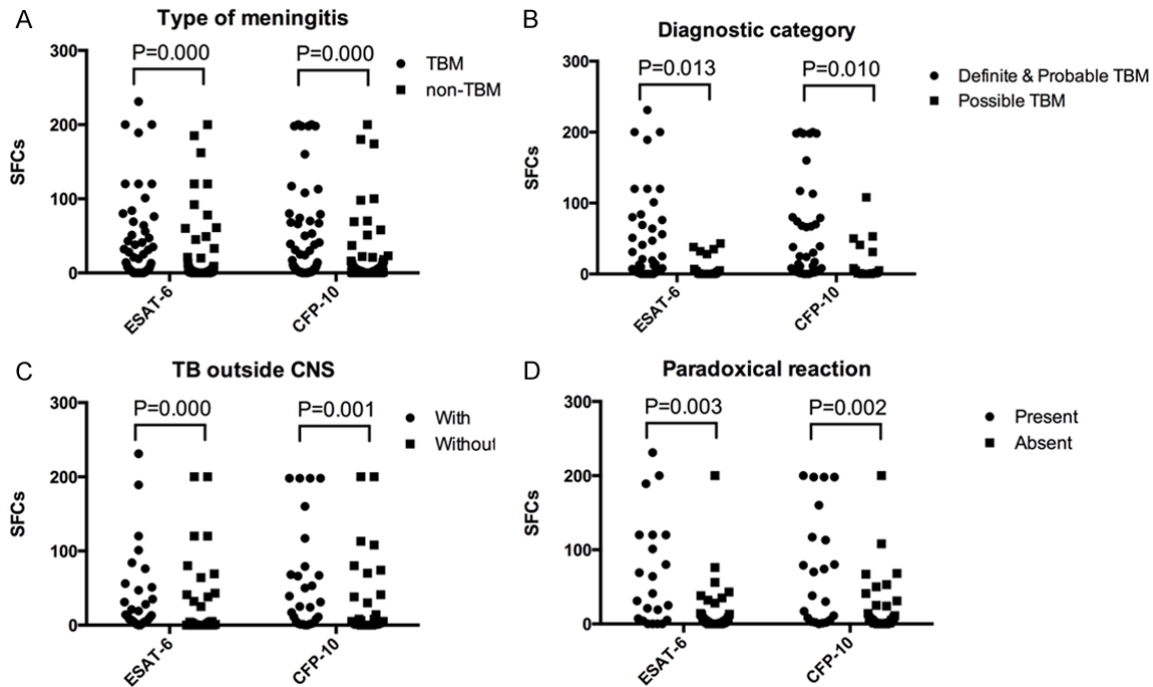 A
Type of meningitis
P=0.000
P=0.000
TBM
non-TBM
SFCs
300
200
100
0
ESAT-6
CFP-10
B
Diagnostic category
P=0.013
P=0.010
Definite & Probable TBM
Possible TBM
SFCs
300
200
100
0
ESAT-6
CFP-10
C
TB outside CNS
P=0.000
P=0.001
With
Without
SFCs
300
200
100
0
ESAT-6
CFP-10
D
Paradoxical reaction
P=0.003
P=0.002
Present
Absent
SFCs
300
200
100
0
ESAT-6
CFP-10